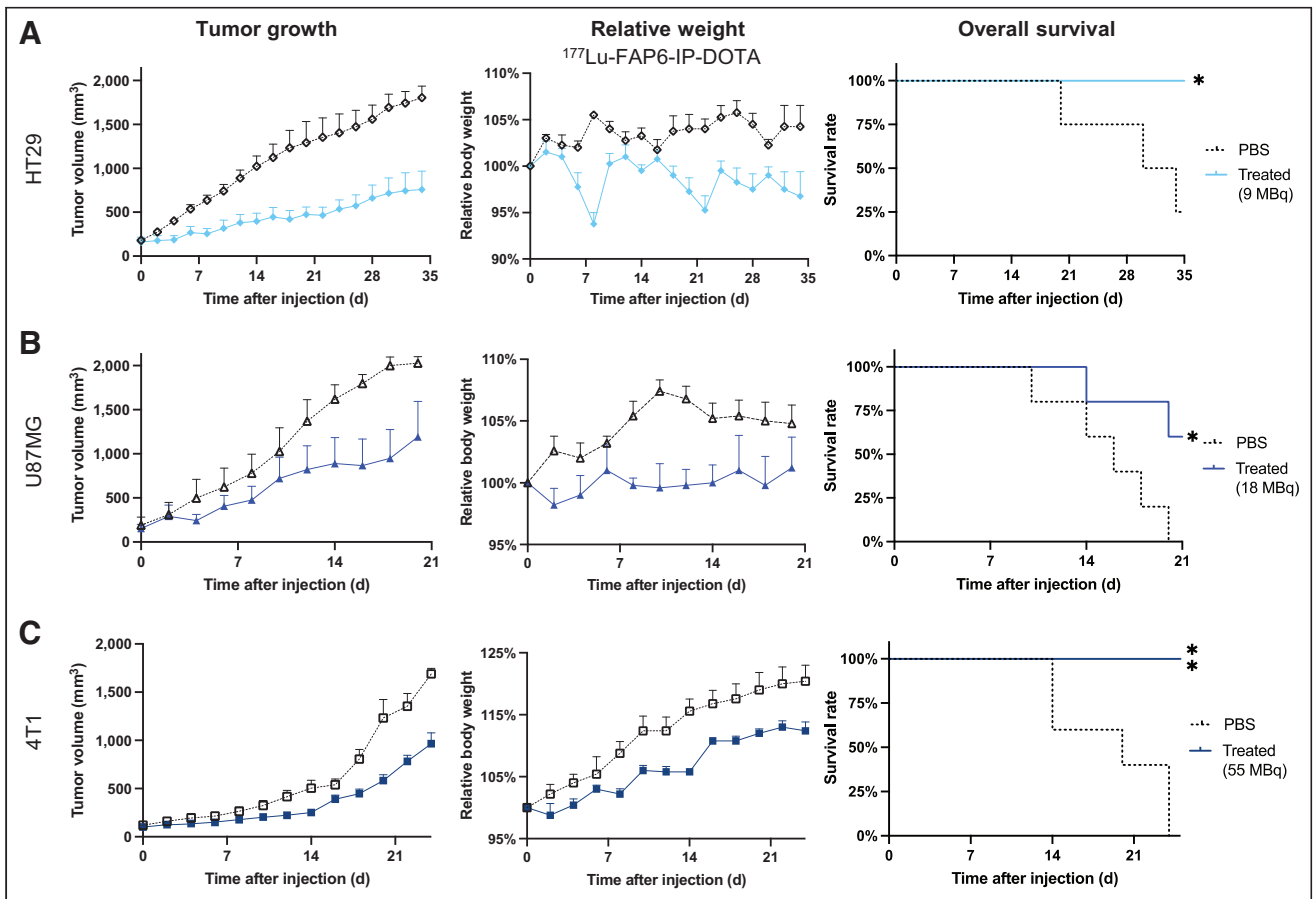 A
Tumor growth
Relative weight
Overall survival
177Lu-FAP6-IP-DOTA
HT29
Tumor volume (mm3)
2,000
1,500
1,000
500
0
0 7 14 21 28 35
Time after injection (d)
Relative body weight
110%
105%
100%
95%
90%
0 7 14 21 28 35
Time after injection (d)
Survival rate
100%
75%
50%
25%
0%
0 7 14 21 28 35
Time after injection (d)
*
PBS
Treated
(9 MBq)
B
U87MG
Tumor volume (mm3)
2,000
1,500
1,000
500
0
0 7 14 21
Time after injection (d)
Relative body weight
110%
105%
100%
95%
0 7 14 21
Time after injection (d)
Survival rate
100%
75%
50%
25%
0%
0 7 14 21
Time after injection (d)
*
PBS
Treated
(18 MBq)
C
4T1
Tumor volume (mm3)
2,000
1,500
1,000
500
0
0 7 14 21
Time after injection (d)
Relative body weight
125%
115%
105%
95%
0 7 14 21
Time after injection (d)
Survival rate
100%
75%
50%
25%
0%
0 7 14 21
Time after injection (d)
*
*
PBS
Treated
(55 MBq)